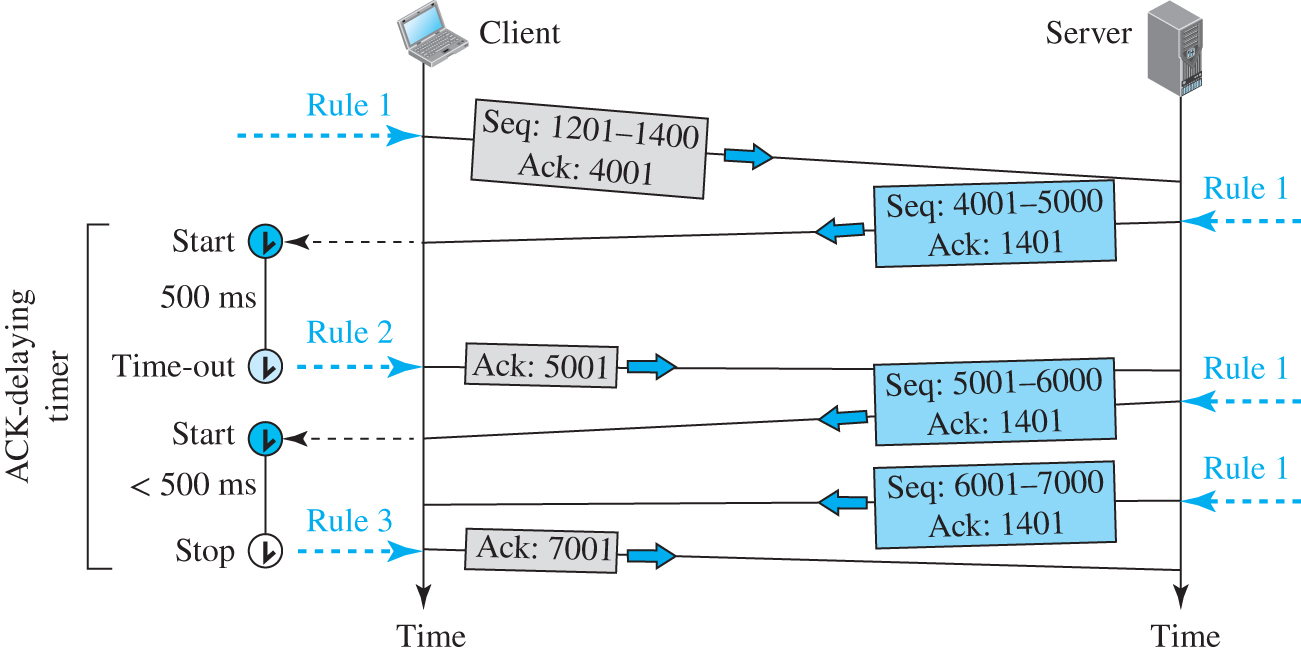 Client
Server
Rule 1
Seq: 1201–1400
Ack: 4001
Rule 1
Seq: 4001–5000
Ack: 1401
Start
500 ms
Rule 2
Time-out
Ack: 5001
Rule 1
Seq: 5001–6000
Ack: 1401
ACK-delaying
timer
Start
< 500 ms
Rule 1
Seq: 6001–7000
Ack: 1401
Rule 3
Stop
Ack: 7001
Time
Time